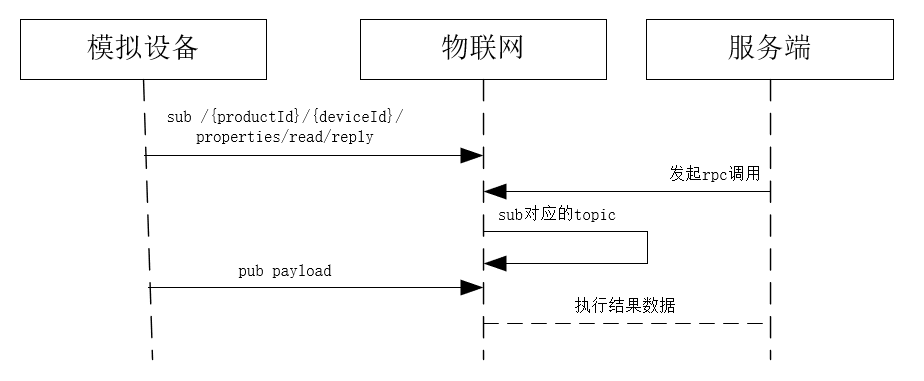 模拟设备
物联网
服务端
sub /{productId}/{deviceId}/
properties/read/reply
发起rpc调用
sub对应的topic
pub payload
执行结果数据